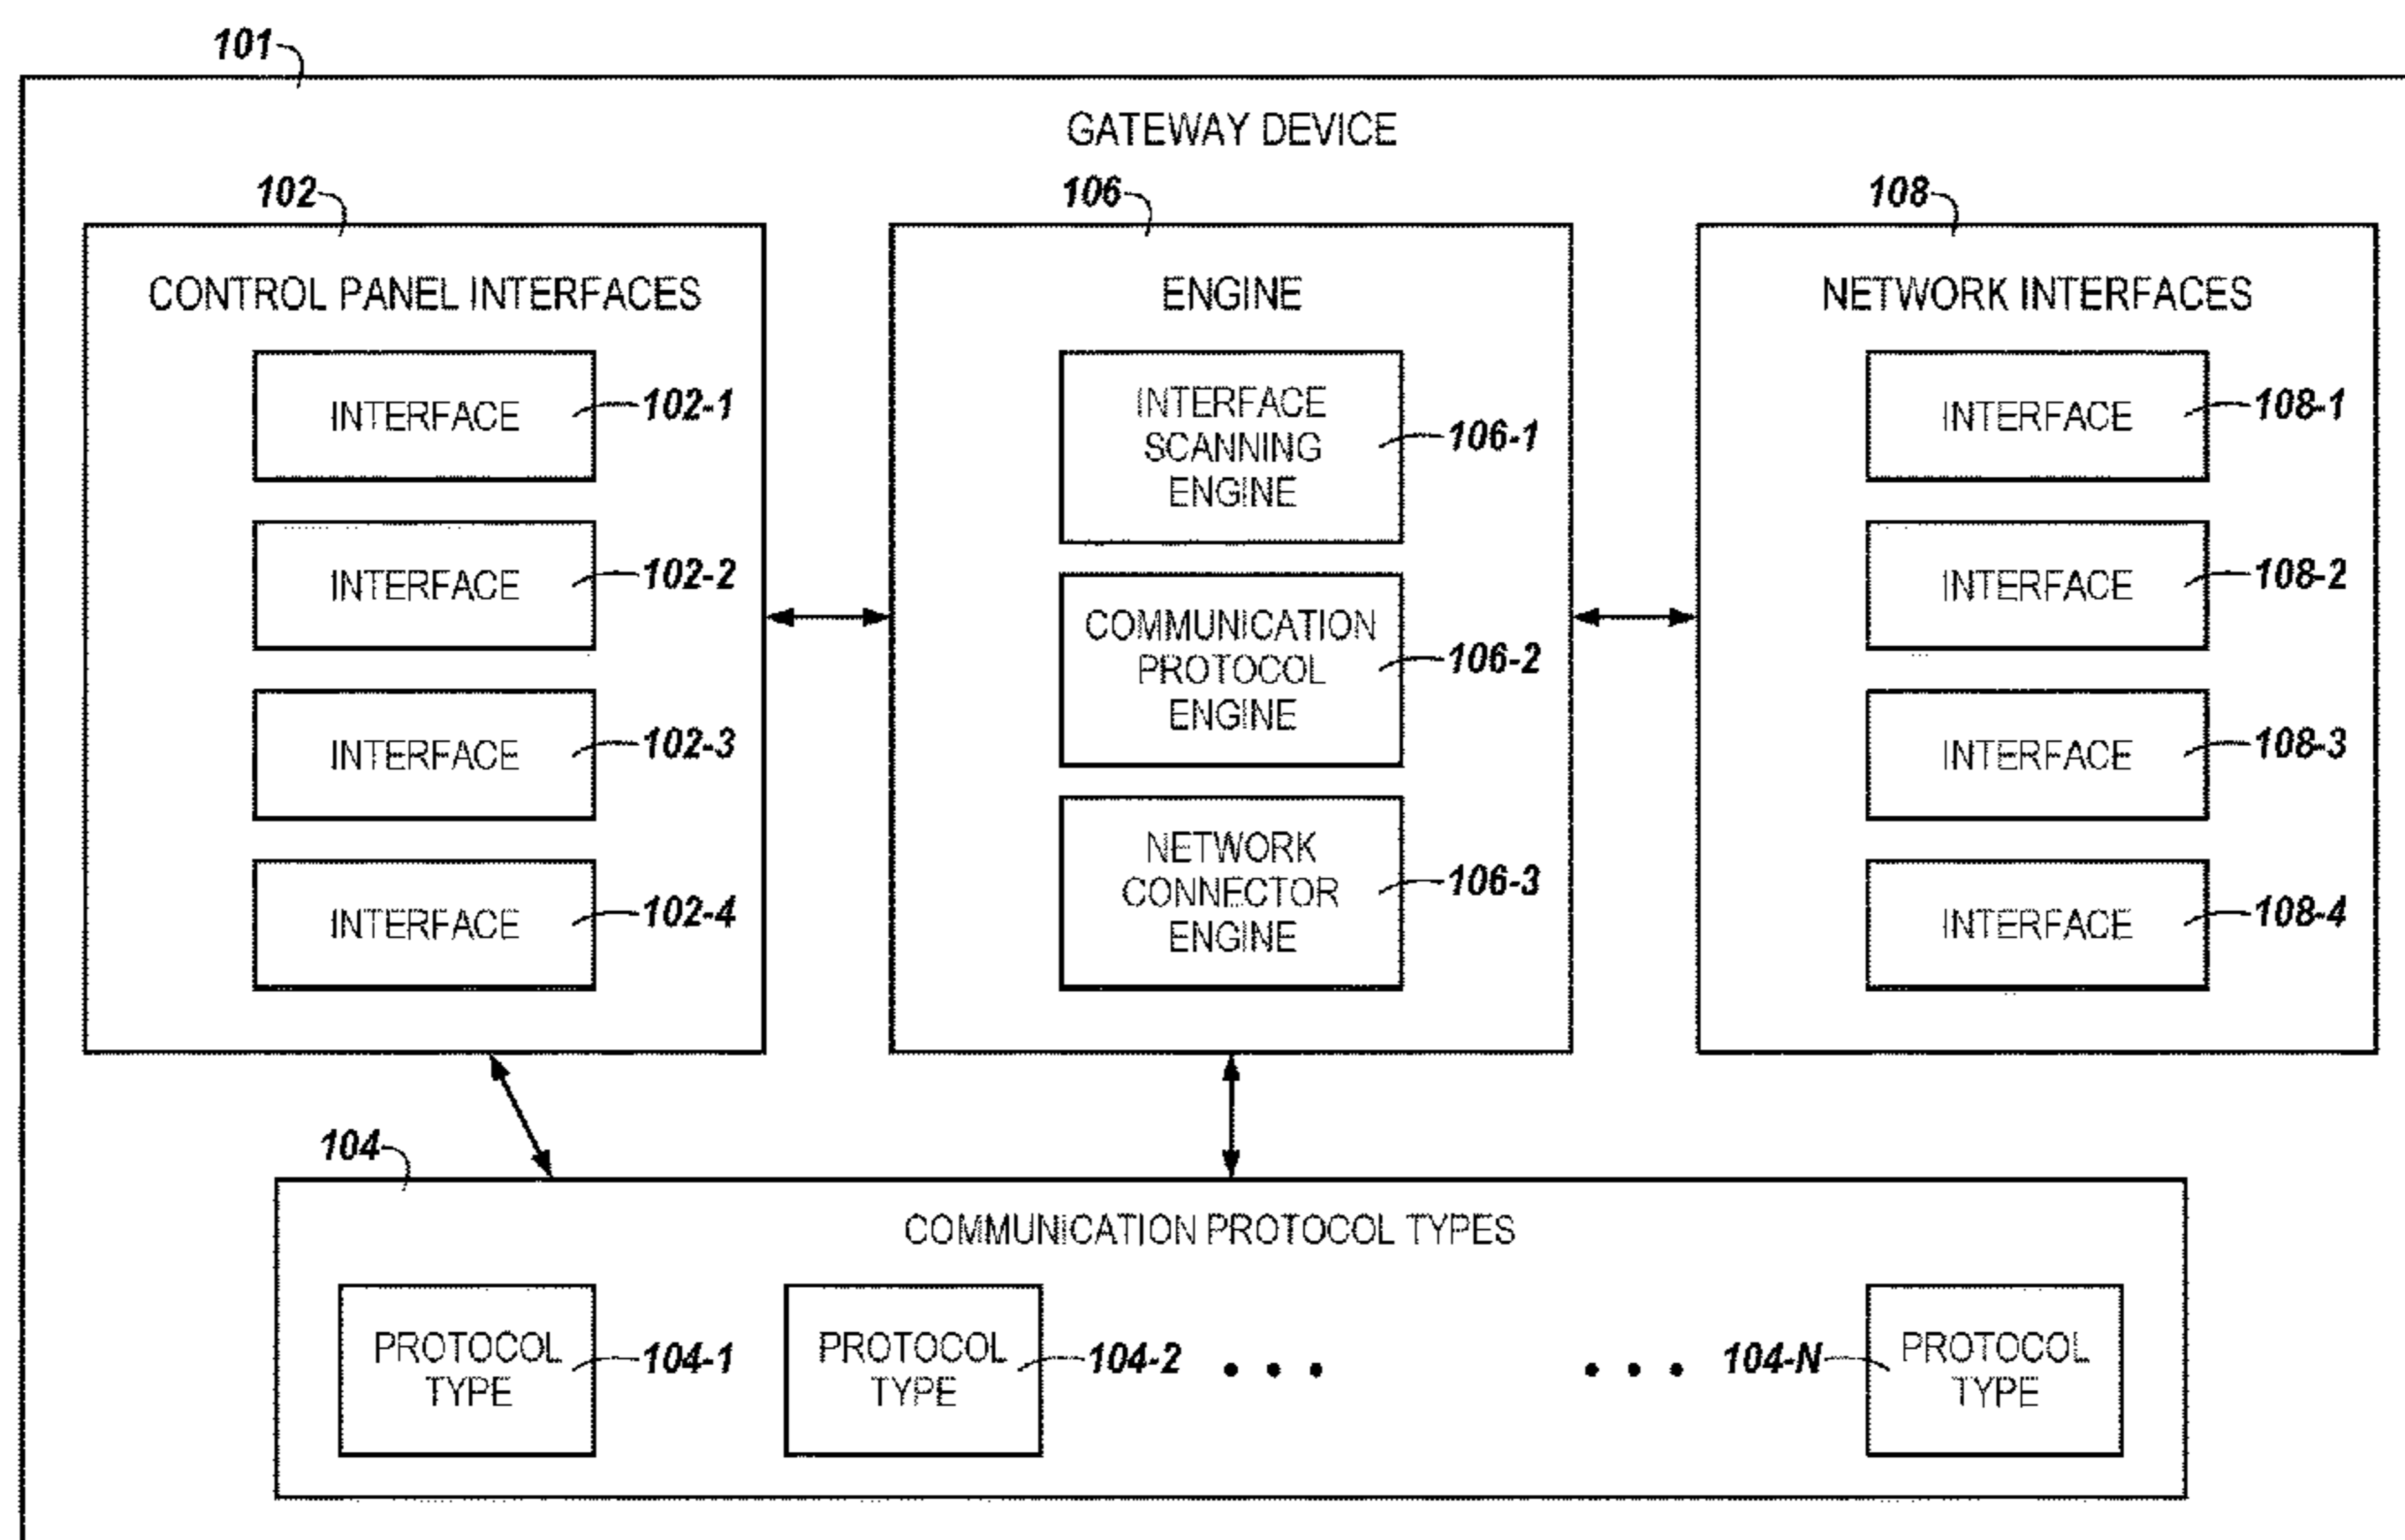 101
GATEWAY DEVICE
102
CONTROL PANEL INTERFACES
INTERFACE
102-1
INTERFACE
102-2
INTERFACE
102-3
INTERFACE
102-4
106
ENGINE
INTERFACE
SCANNING
ENGINE
106-1
COMMUNICATION
PROTOCOL
ENGINE
106-2
NETWORK
CONNECTOR
ENGINE
106-3
108
NETWORK INTERFACES
INTERFACE
108-1
INTERFACE
108-2
INTERFACE
108-3
INTERFACE
108-4
104
COMMUNICATION PROTOCOL TYPES
PROTOCOL
TYPE
104-1
PROTOCOL
TYPE
104-2
• • •
• • •
104-N
PROTOCOL
TYPE